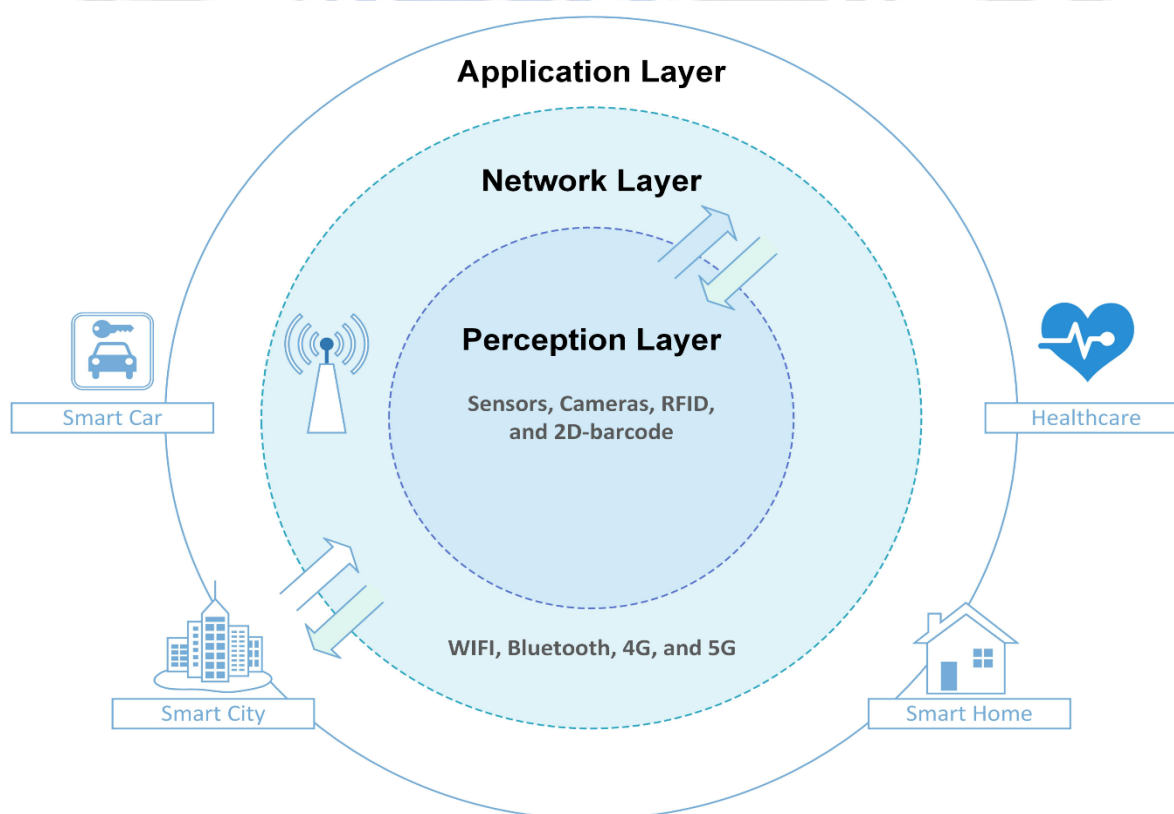 Application Layer
Network Layer
Perception Layer
Sensors, Cameras, RFID,
and 2D-barcode
Smart Car
Healthcare
WIFI, Bluetooth, 4G, and 5G
Smart City
Smart Home